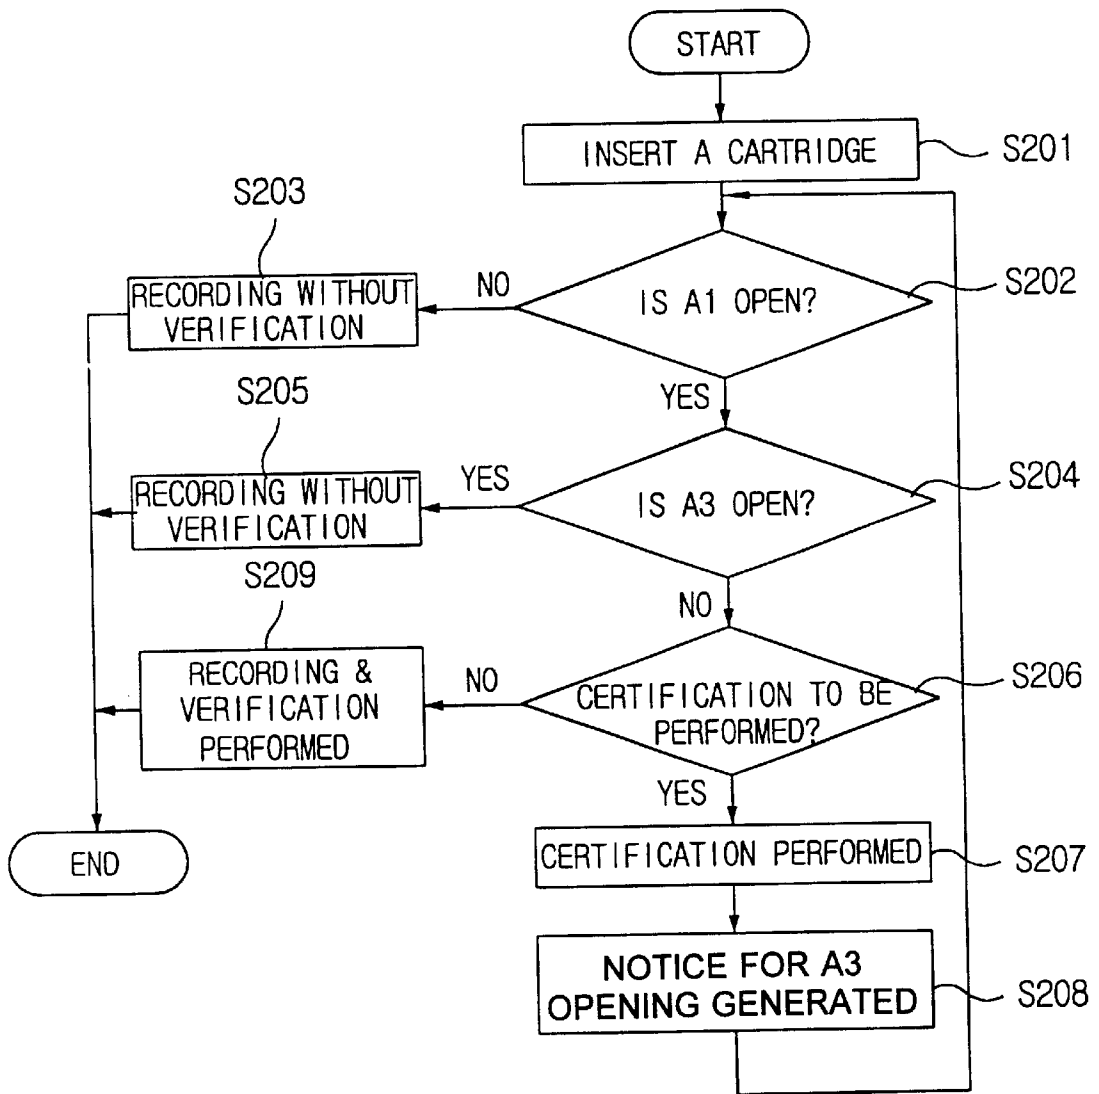 START
INSERT A CARTRIDGE
S201
S203
S202
NO
RECORDING WITHOUT
VERIFICATION
IS A1 OPEN?
YES
S205
S204
YES
RECORDING WITHOUT
VERIFICATION
IS A3 OPEN?
S209
NO
S206
NO
RECORDING &
VERIFICATION
PERFORMED
CERTIFICATION TO BE
PERFORMED?
YES
END
CERTIFICATION PERFORMED
S207
NOTICE FOR A3
OPENING GENERATED
S208